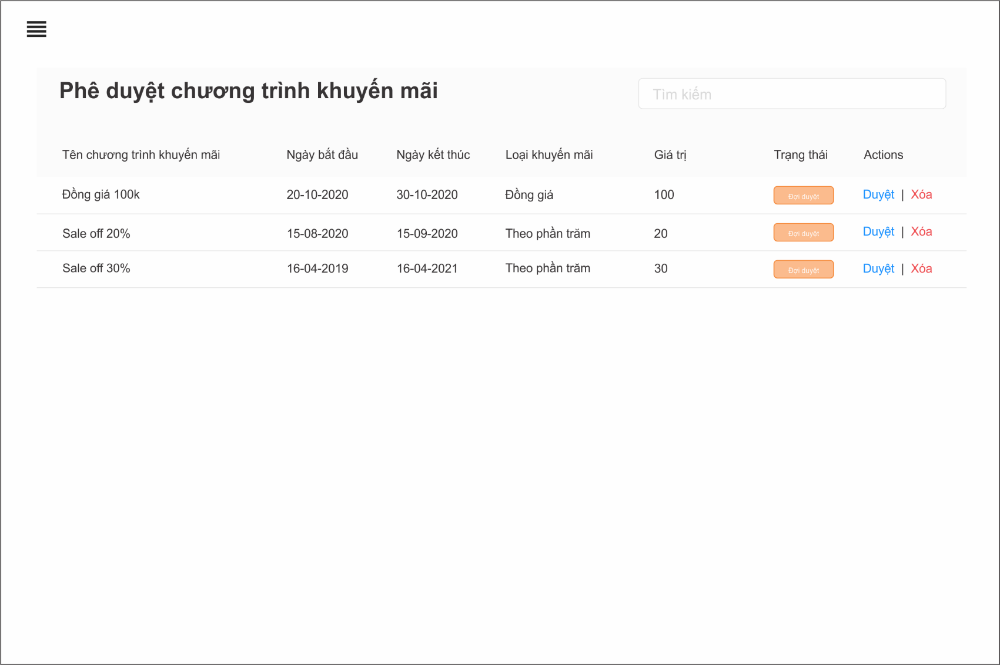 Phê duyệt chương trình khuyến mãi
Tìm kiếm
Tên chương trình khuyến mãi Ngày bắt đầu Ngày kết thúc Loại khuyến mãi Giá trị Trạng thái Actions
Đồng giá 100k 20-10-2020 30-10-2020 Đồng giá 100 Đợi duyệt Duyệt | Xóa
Sale off 20% 15-08-2020 15-09-2020 Theo phần trăm 20 Đợi duyệt Duyệt | Xóa
Sale off 30% 16-04-2019 16-04-2021 Theo phần trăm 30 Đợi duyệt Duyệt | Xóa